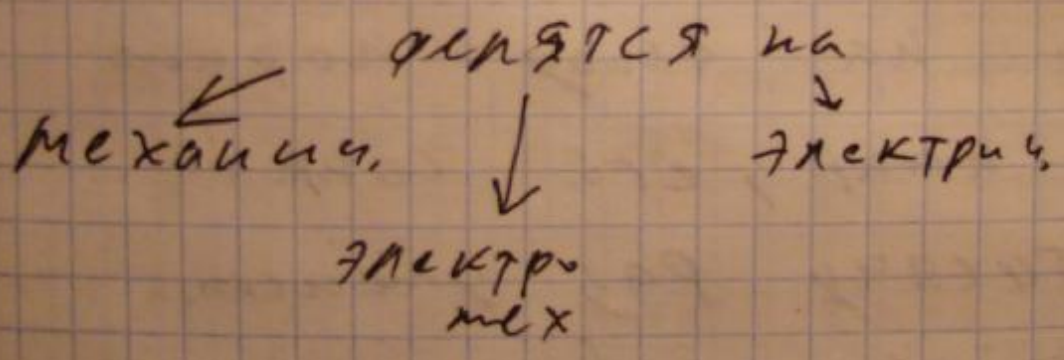 делятся на
механич. электрич.
электро
мех